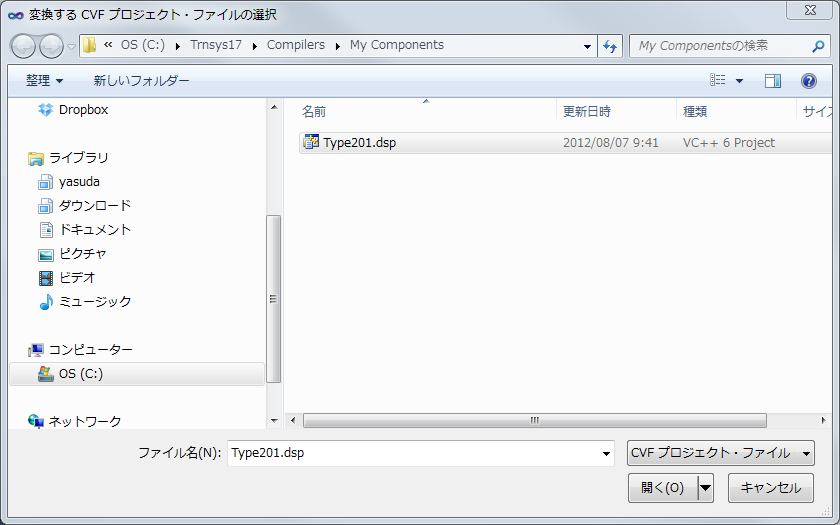 変換する CVF プロジェクト・ファイルの選択
« OS (C:) Trnsys17 Compilers My Components
My Componentsの検索
整理 新しいフォルダー
Dropbox
ライブラリ
yasuda
ダウンロード
ドキュメント
ピクチャ
ビデオ
ミュージック
コンピューター
OS (C:)
ネットワーク
名前 更新日時 種類 サイズ
Type201.dsp 2012/08/07 9:41 VC++ 6 Project
ファイル名(N): Type201.dsp CVF プロジェクト・ファイル
開く(O) キャンセル